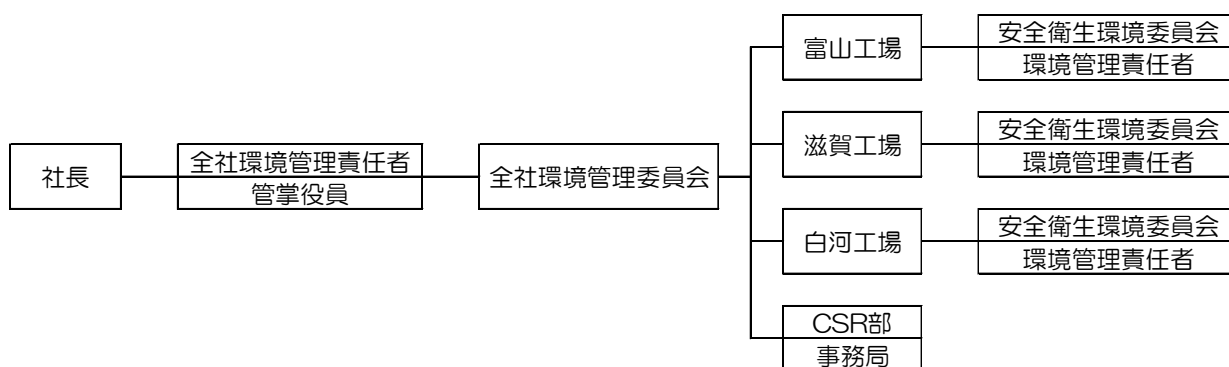 社長
全社環境管理責任者
管掌役員
全社環境管理委員会
富山工場
安全衛生環境委員会
環境管理責任者
滋賀工場
安全衛生環境委員会
環境管理責任者
白河工場
安全衛生環境委員会
環境管理責任者
CSR部
事務局